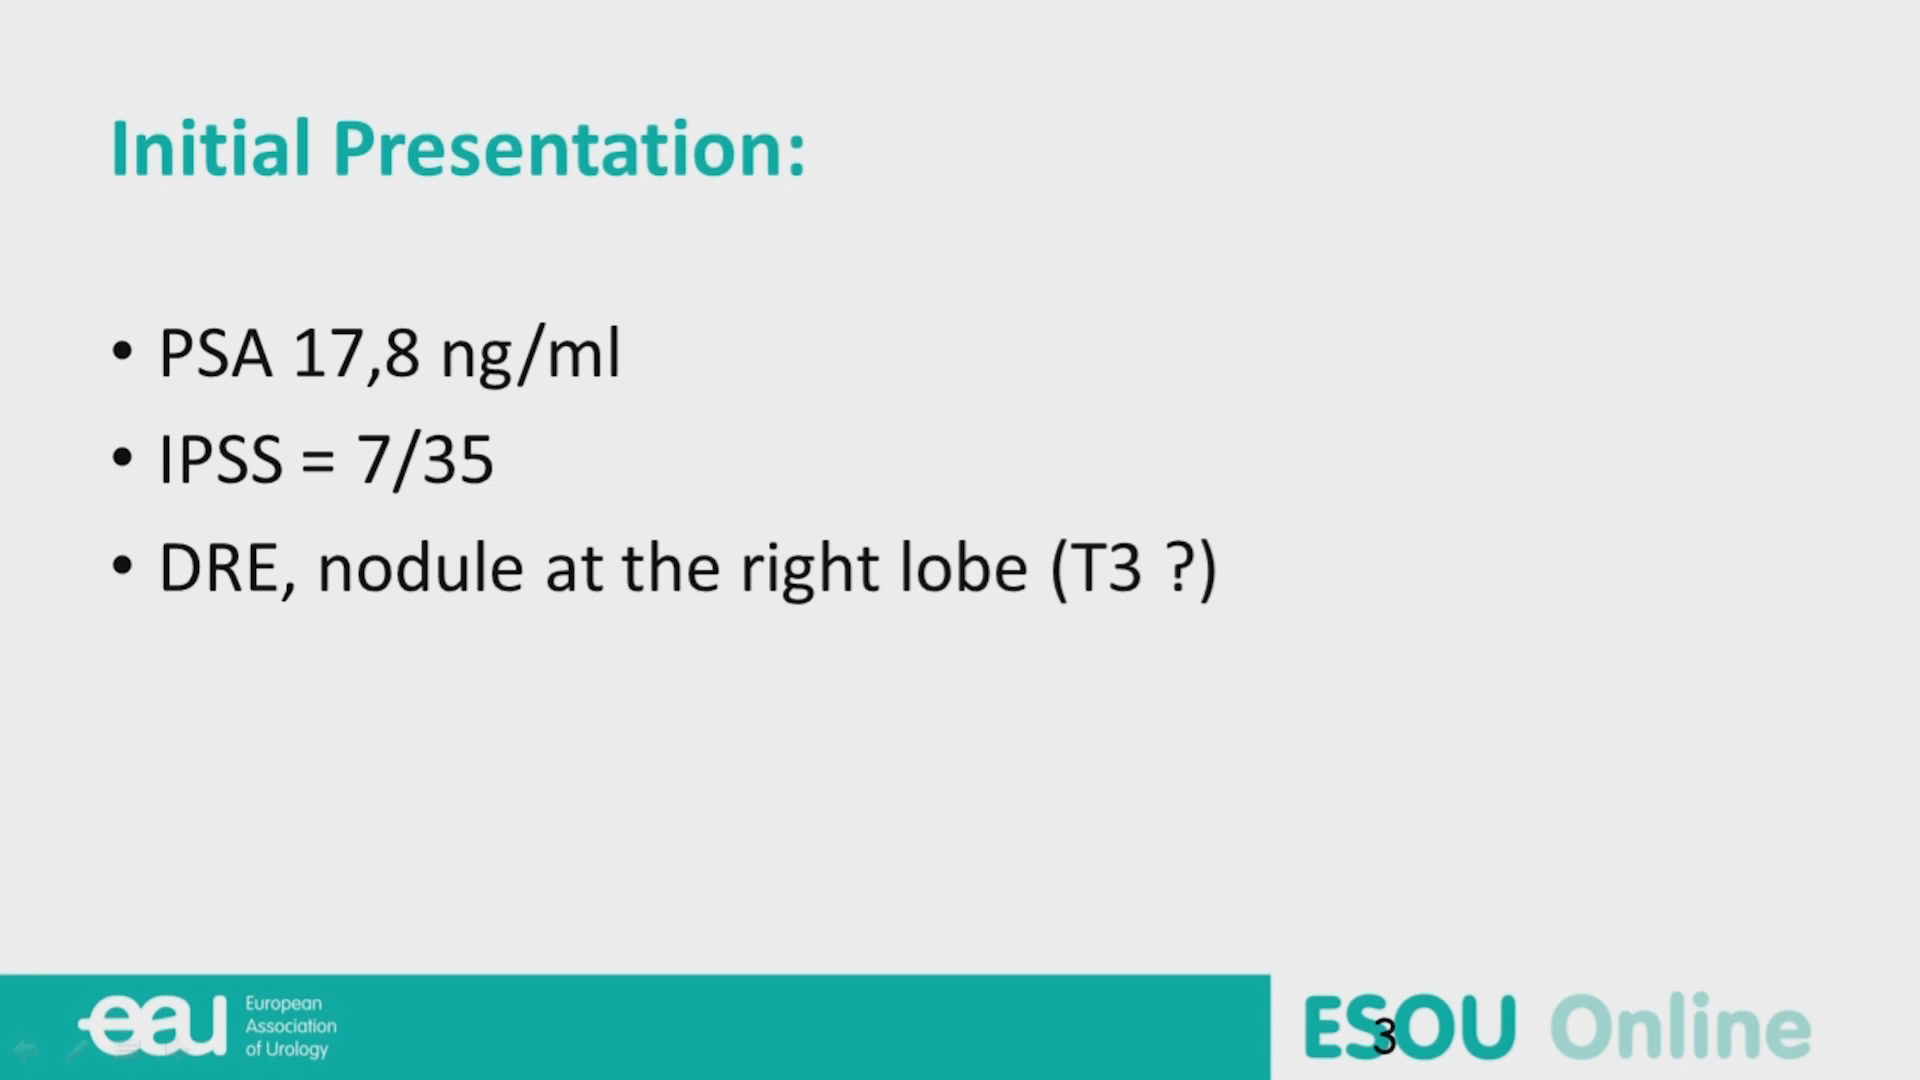 Initial Presentation:
• PSA 17,8 ng/ml
• IPSS = 7/35
• DRE, nodule at the right lobe (T3 ?)
eau
European
Association
of Urology
ESOU Online
3